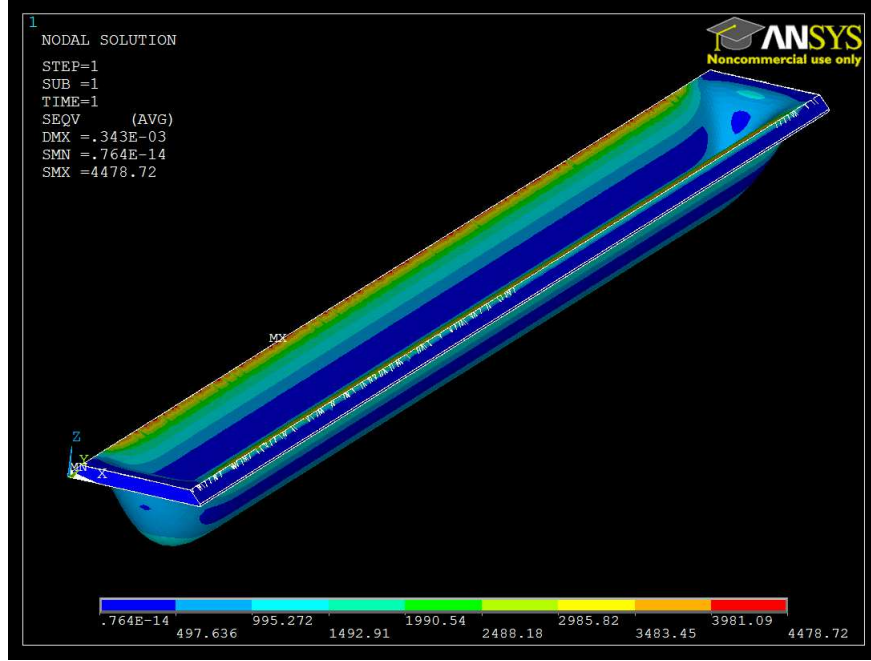 1
NODAL SOLUTION
STEP=1
SUB =1
TIME=1
SEQV (AVG)
DMX =.343E-03
SMN =.764E-14
SMX =4478.72
ANSYS
Noncommercial use only
MX
Z
Y
MN X
.764E-14 995.272 1990.54 2985.82 3981.09
497.636 1492.91 2488.18 3483.45 4478.72